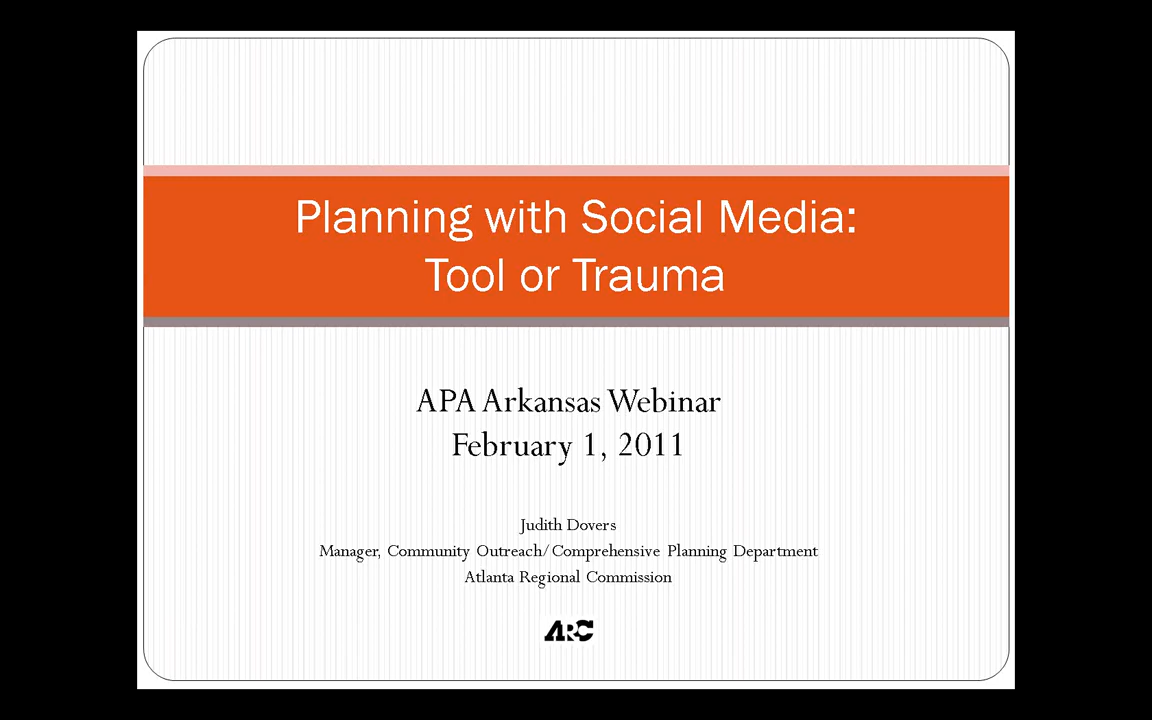 Planning with Social Media:
Tool or Trauma
APA Arkansas Webinar
February 1, 2011
Judith Dovers
Manager, Community Outreach/Comprehensive Planning Department
Atlanta Regional Commission
ARC